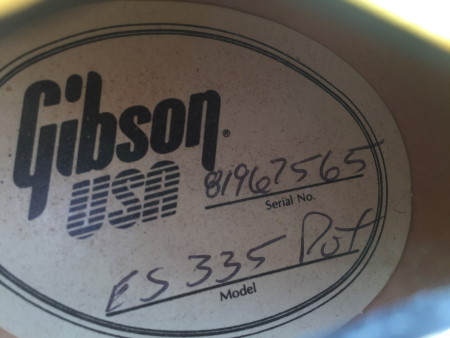 Gibson®
USA
81967565
Serial No.
ES 335 Dot
Model